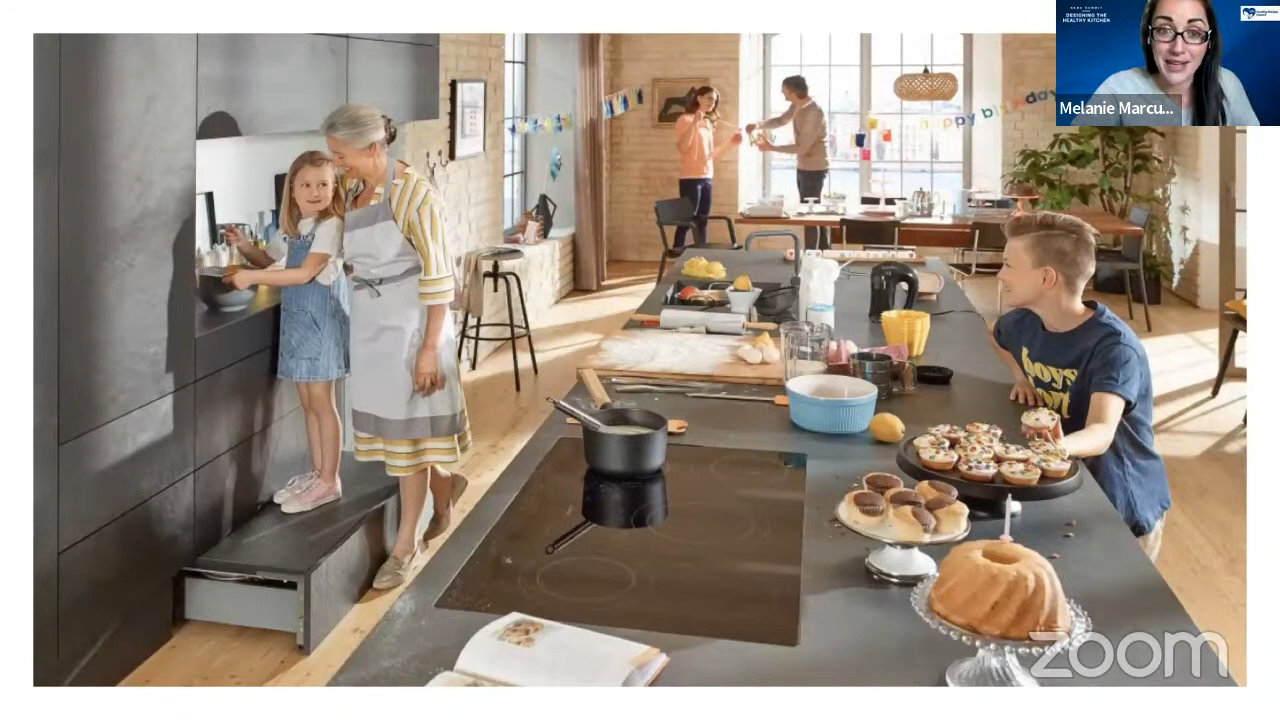 DESIGNING THE
HEALTHY KITCHEN
Melanie Marcu...
happy birthday
boys
zoom